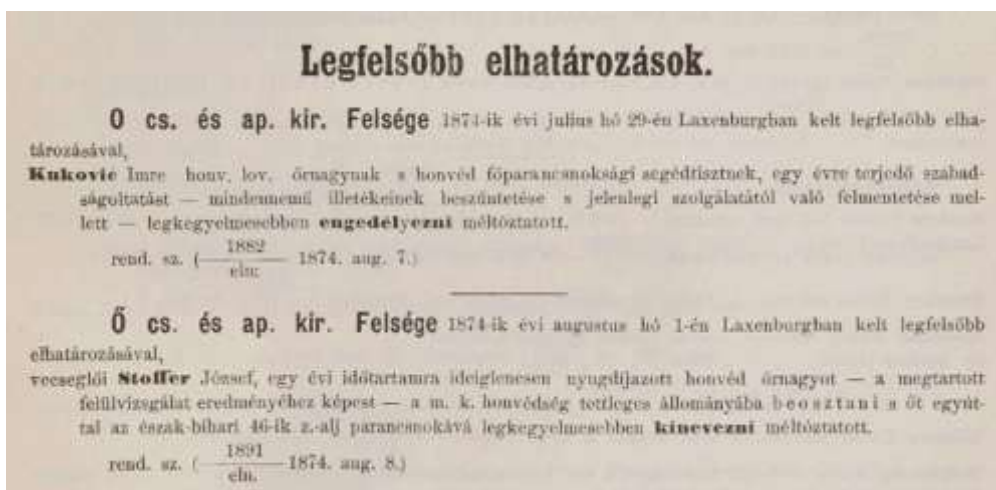 Legfelsőbb elhatározások.
Ő cs. és ap. kir. Felsége 1874-ik évi julius hó 29-én Laxenburgban kelt legfelsőbb elha-
tározásával,
Kuković Imre honv. lov. őrnagynak s honvéd főparancsnoksági segédtisztnek, egy évre terjedő szabad-
ságoltatást — mindennemű illetékeinek beszüntetése s jelenlegi szolgálatától való felmentetése mel-
lett — legkegyelmesebben engedélyezni méltóztatott.
rend. sz. (1882/eln. 1874. aug. 7.)
Ő cs. és ap. kir. Felsége 1874-ik évi augustus hó 1-én Laxenburgban kelt legfelsőbb
elhatározásával,
vecseglői Stoffer József, egy évi időtartamra ideiglenesen nyugdíjazott honvéd őrnagyot — a megtartott
felülvizsgálat eredményéhez képest — a m. k. honvédség tettleges állományába beosztani s őt egyút-
tal az észak-bihari 46-ik z.-alj parancsnokává legkegyelmesebben kinevezni méltóztatott.
rend. sz. (1891/eln. 1874. aug. 8.)